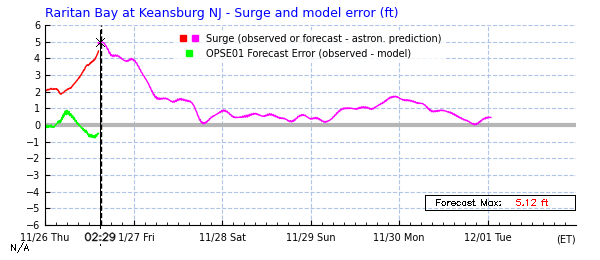 Raritan Bay at Keansburg NJ - Surge and model error (ft)
6
Surge (observed or forecast - astron. prediction)
5
OPSE01 Forecast Error (observed - model)
4
3
2
1
0
−1
−2
−3
−4
−5
Forecast Max: 5.12 ft
−6
11/26 Thu 02:29 11/27 Fri 11/28 Sat 11/29 Sun 11/30 Mon 12/01 Tue (ET)
N/A